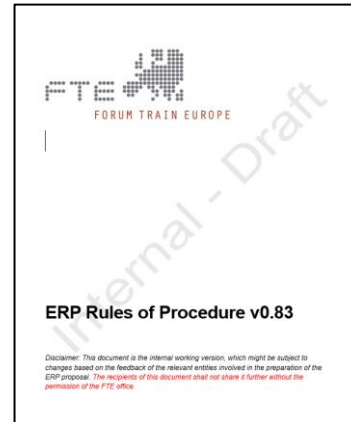 FTE
FORUM TRAIN EUROPE
Internal - Draft
ERP Rules of Procedure v0.83
Disclaimer: This document is the internal working version, which might be subject to
changes based on the feedback of the relevant entities involved in the preparation of the
ERP proposal. The recipients of this document shall not share it further without the
permission of the FTE office.